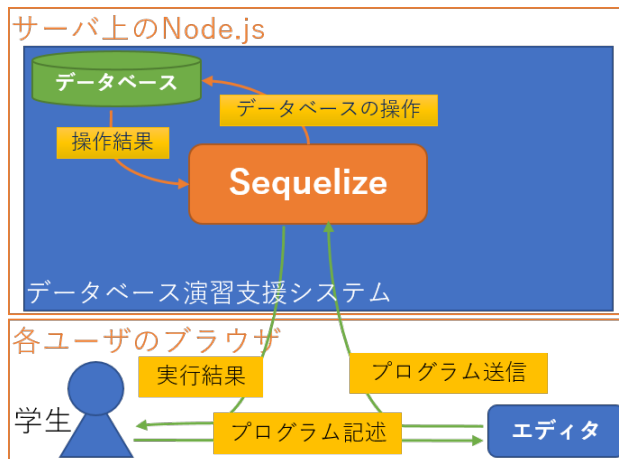 サーバ上のNode.js
データベース
データベースの操作
操作結果
Sequelize
データベース演習支援システム
各ユーザのブラウザ
実行結果
プログラム送信
学生
プログラム記述
エディタ